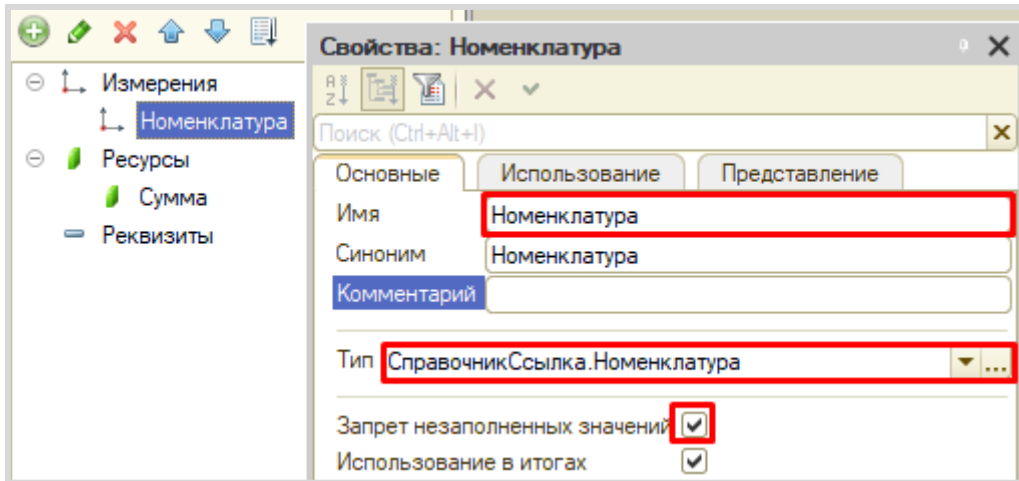 Измерения
Номенклатура
Ресурсы
Сумма
Реквизиты
Свойства: Номенклатура
Поиск (Ctrl+Alt+I)
Основные Использование Представление
Имя Номенклатура
Синоним Номенклатура
Комментарий
Тип СправочникСсылка.Номенклатура ...
Запрет незаполненных значений
Использование в итогах